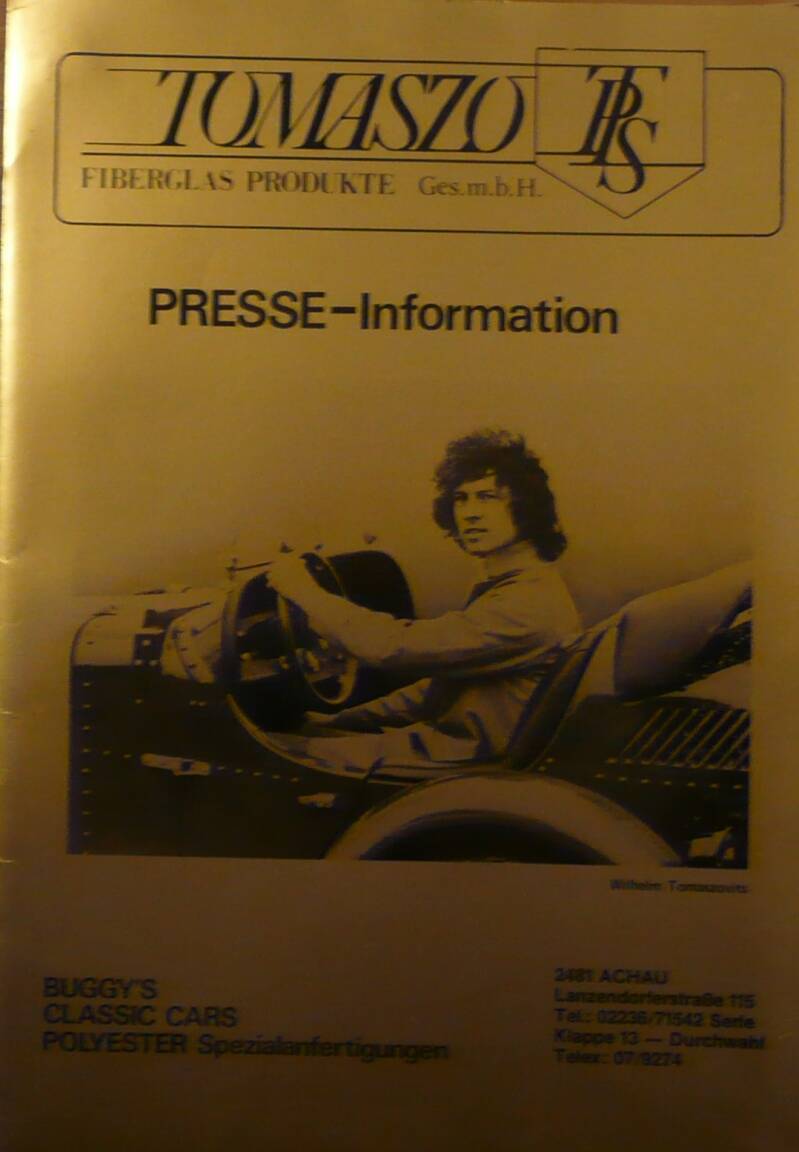 TOMASZO
TPS
FIBERGLAS PRODUKTE Ges.m.b.H.
PRESSE-Information
Wilhelm Tomaszovits
BUGGY'S
CLASSIC CARS
POLYESTER Spezialanfertigungen
2481 ACHAU
Lanzendorferstraße 115
Tel.: 02236/71542 Serie
Klappe 13 — Durchwahl
Telex: 07/9274